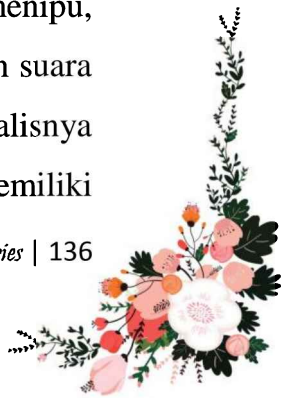 menipu,
n suara
alisnya
emiliki
ies | 136